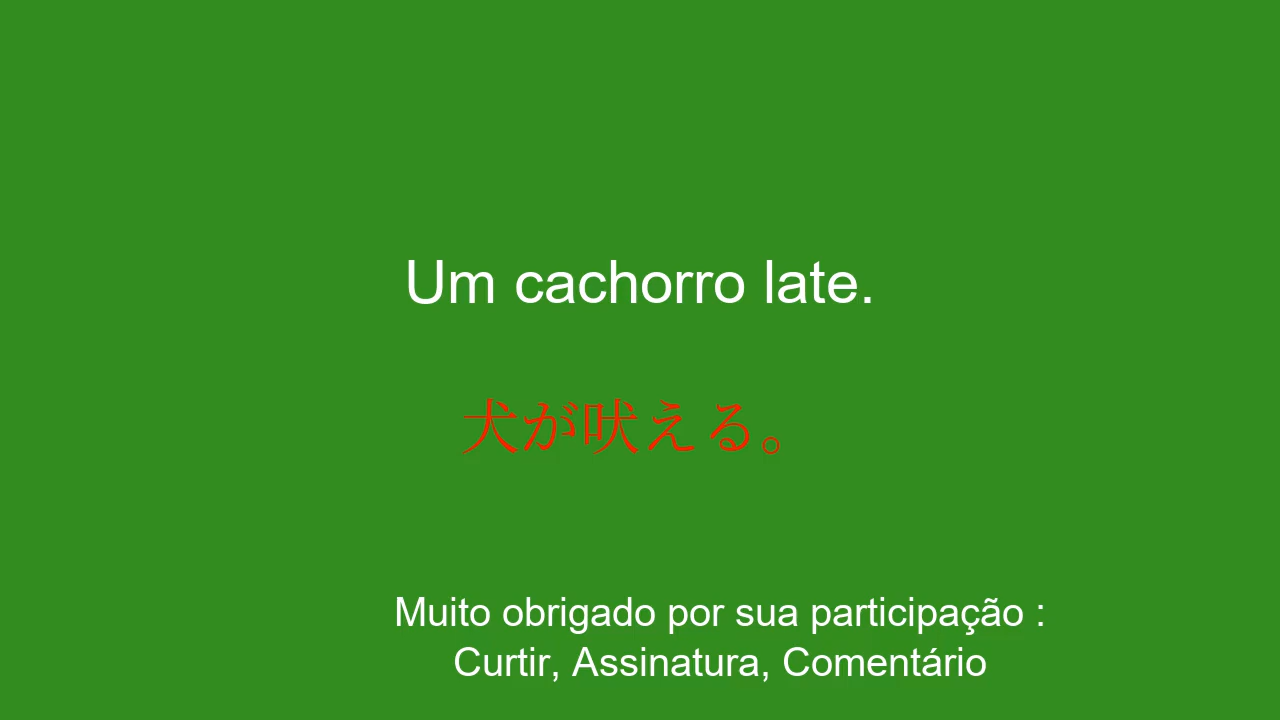 Um cachorro late.
犬が吠える。
Muito obrigado por sua participação :
Curtir, Assinatura, Comentário